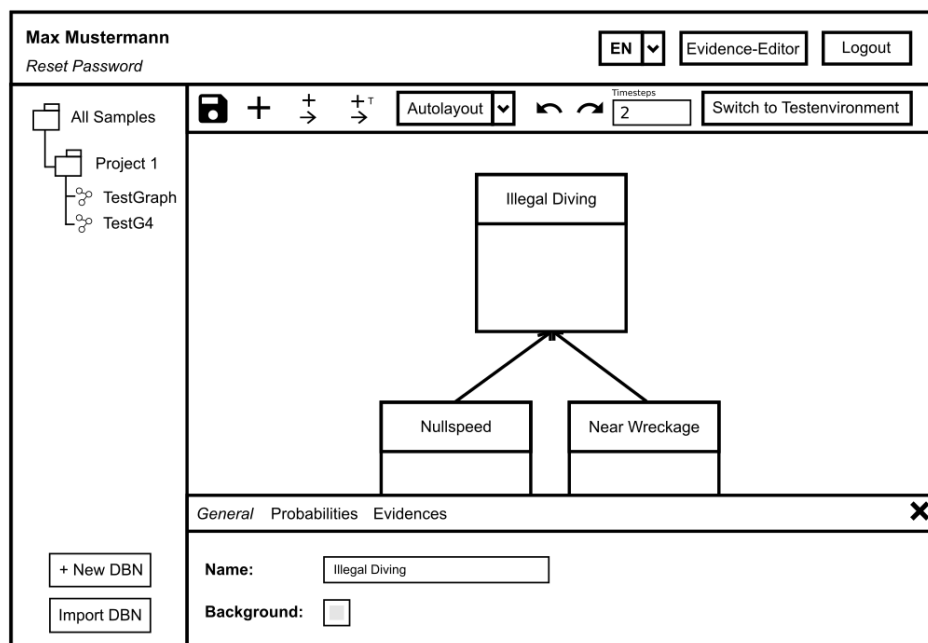 Max Mustermann
Reset Password
EN
Evidence-Editor
Logout
All Samples
Project 1
TestGraph
TestG4
+ New DBN
Import DBN
T
Autolayout
Timesteps
2
Switch to Testenvironment
Illegal Diving
Nullspeed
Near Wreckage
General Probabilities Evidences
Name: Illegal Diving
Background: